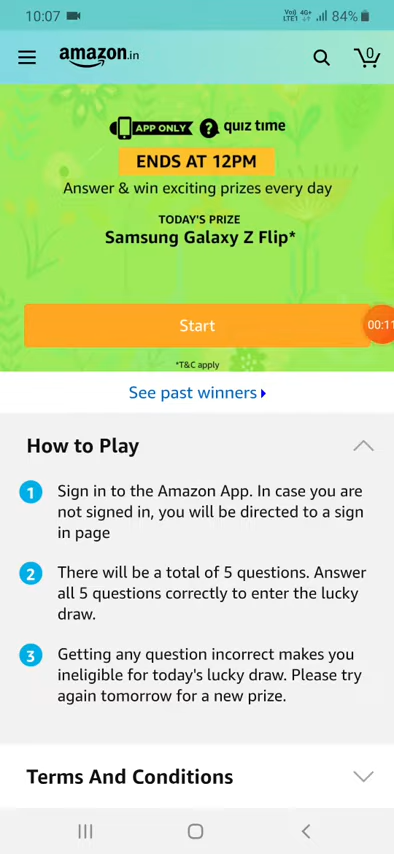 10:07 84%
amazon.in
0
APP ONLY ? quiz time
ENDS AT 12PM
Answer & win exciting prizes every day
TODAY'S PRIZE
Samsung Galaxy Z Flip*
Start
00:11
*T&C apply
See past winners
How to Play
1 Sign in to the Amazon App. In case you are
not signed in, you will be directed to a sign
in page
2 There will be a total of 5 questions. Answer
all 5 questions correctly to enter the lucky
draw.
3 Getting any question incorrect makes you
ineligible for today's lucky draw. Please try
again tomorrow for a new prize.
Terms And Conditions